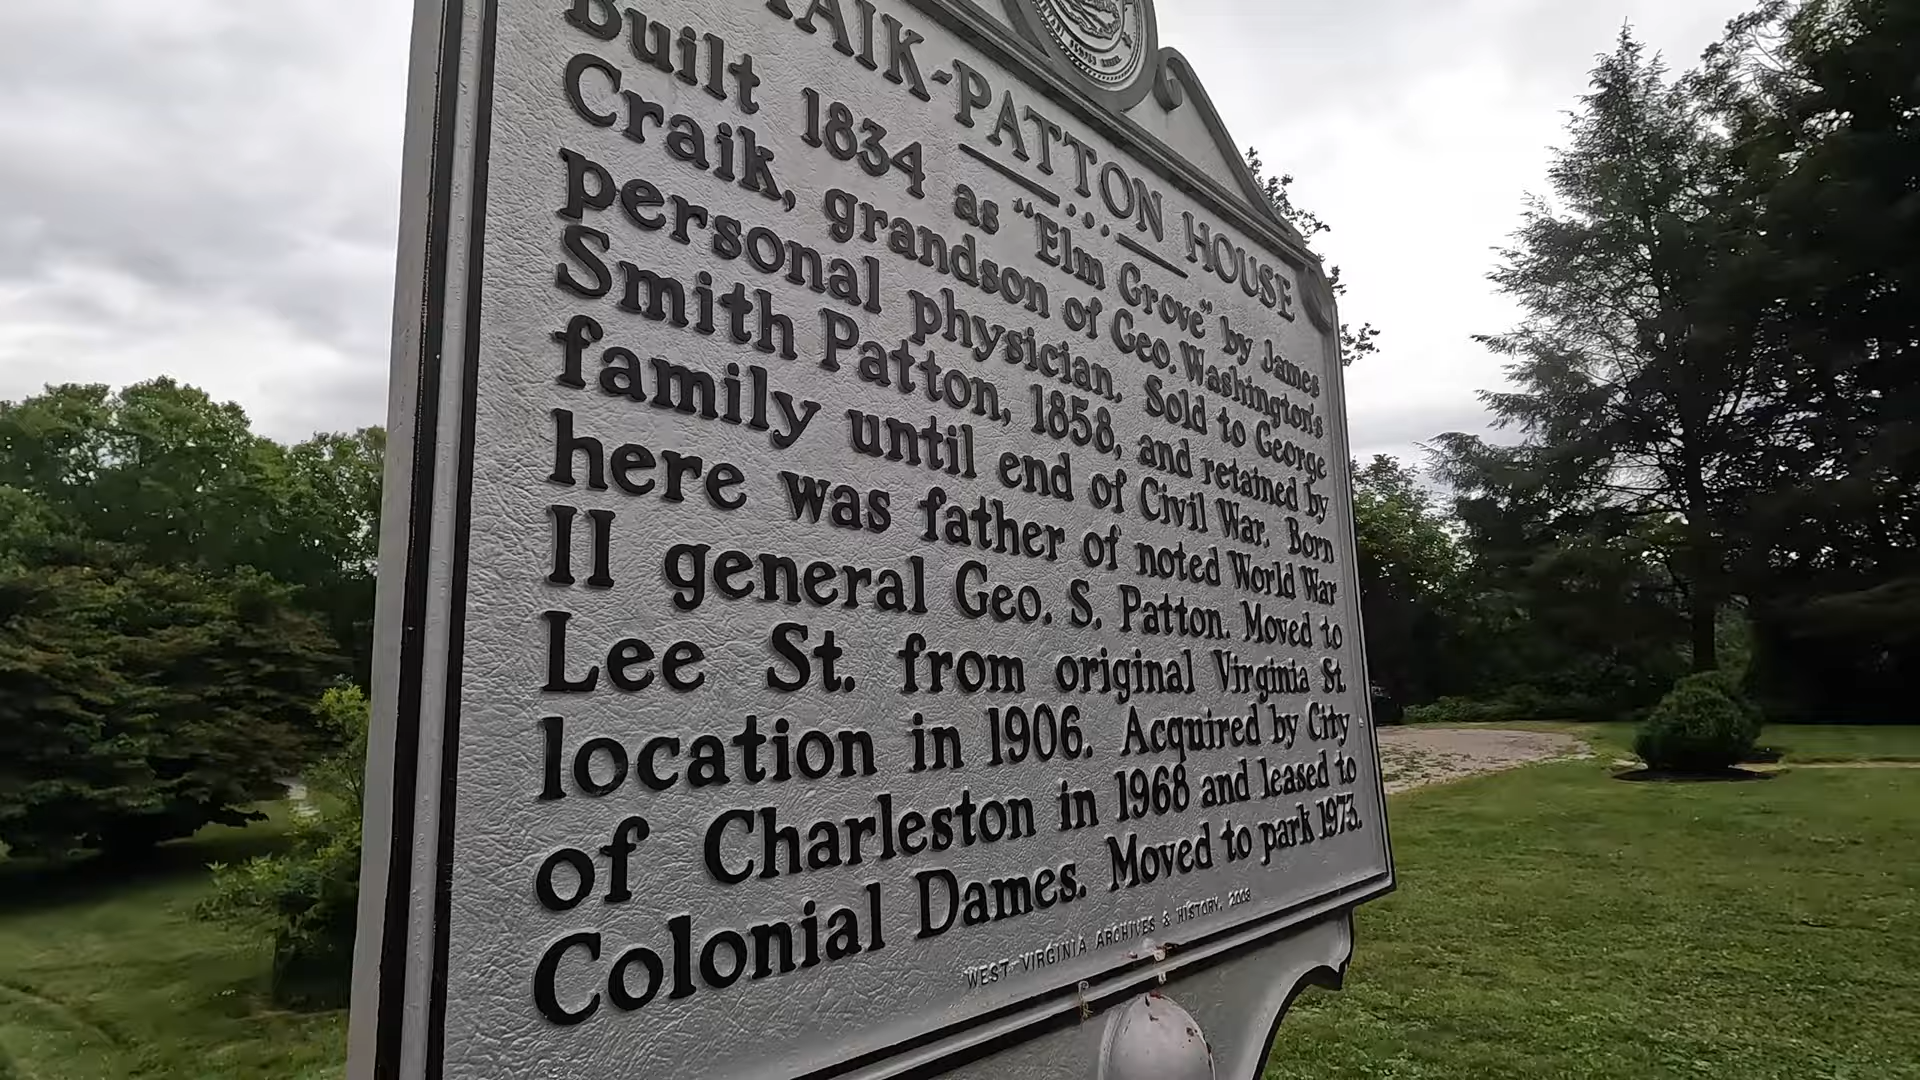 RAIK-PATTON HOUSE
Built 1834 as "Elm Grove" by James
Craik, grandson of Geo. Washington's
personal physician. Sold to George
Smith Patton, 1858, and retained by
family until end of Civil War. Born
here was father of noted World War
II general Geo. S. Patton. Moved to
Lee St. from original Virginia St.
location in 1906. Acquired by City
of Charleston in 1968 and leased to
Colonial Dames. Moved to park 1973.
WEST VIRGINIA ARCHIVES & HISTORY,